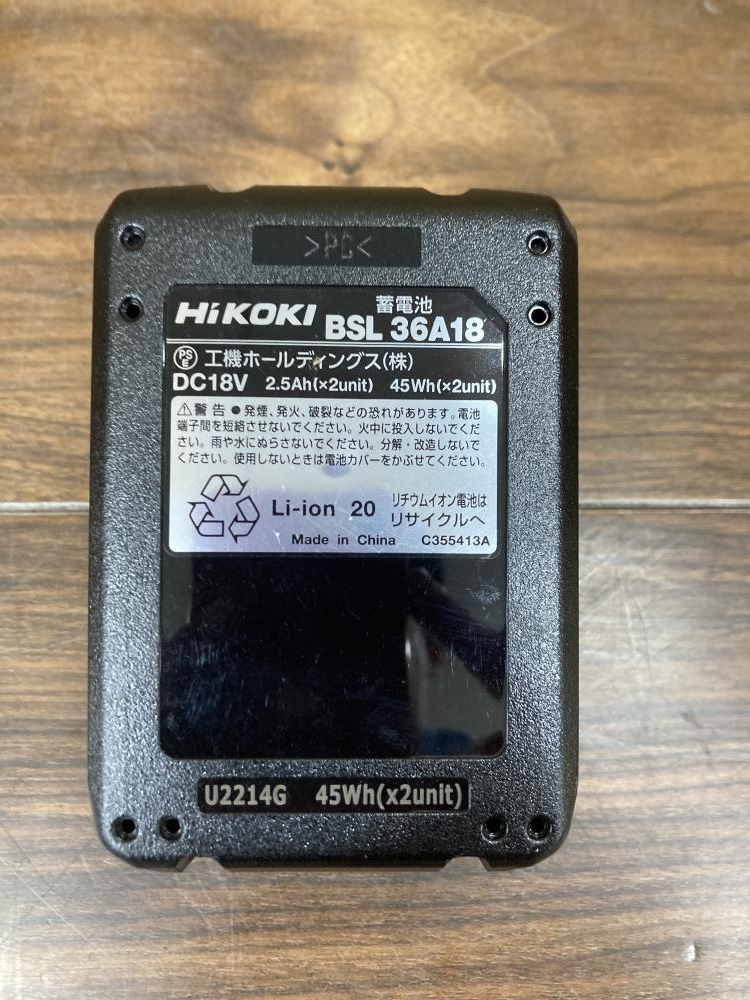 >PC<
HiKOKI 蓄電池
BSL 36A18
PSE 工機ホールディングス(株)
DC18V 2.5Ah(×2unit) 45Wh(×2unit)
⚠警告 ●発煙、発火、破裂などの恐れがあります。電池
端子間を短絡させないでください。火中に投入しないでくだ
さい。雨や水にぬらさないでください。分解・改造しないで
ください。使用しないときは電池カバーをかぶせてください。
Li-ion 20 リチウムイオン電池は
リサイクルへ
Made in China C355413A
U2214G 45Wh(x2unit)